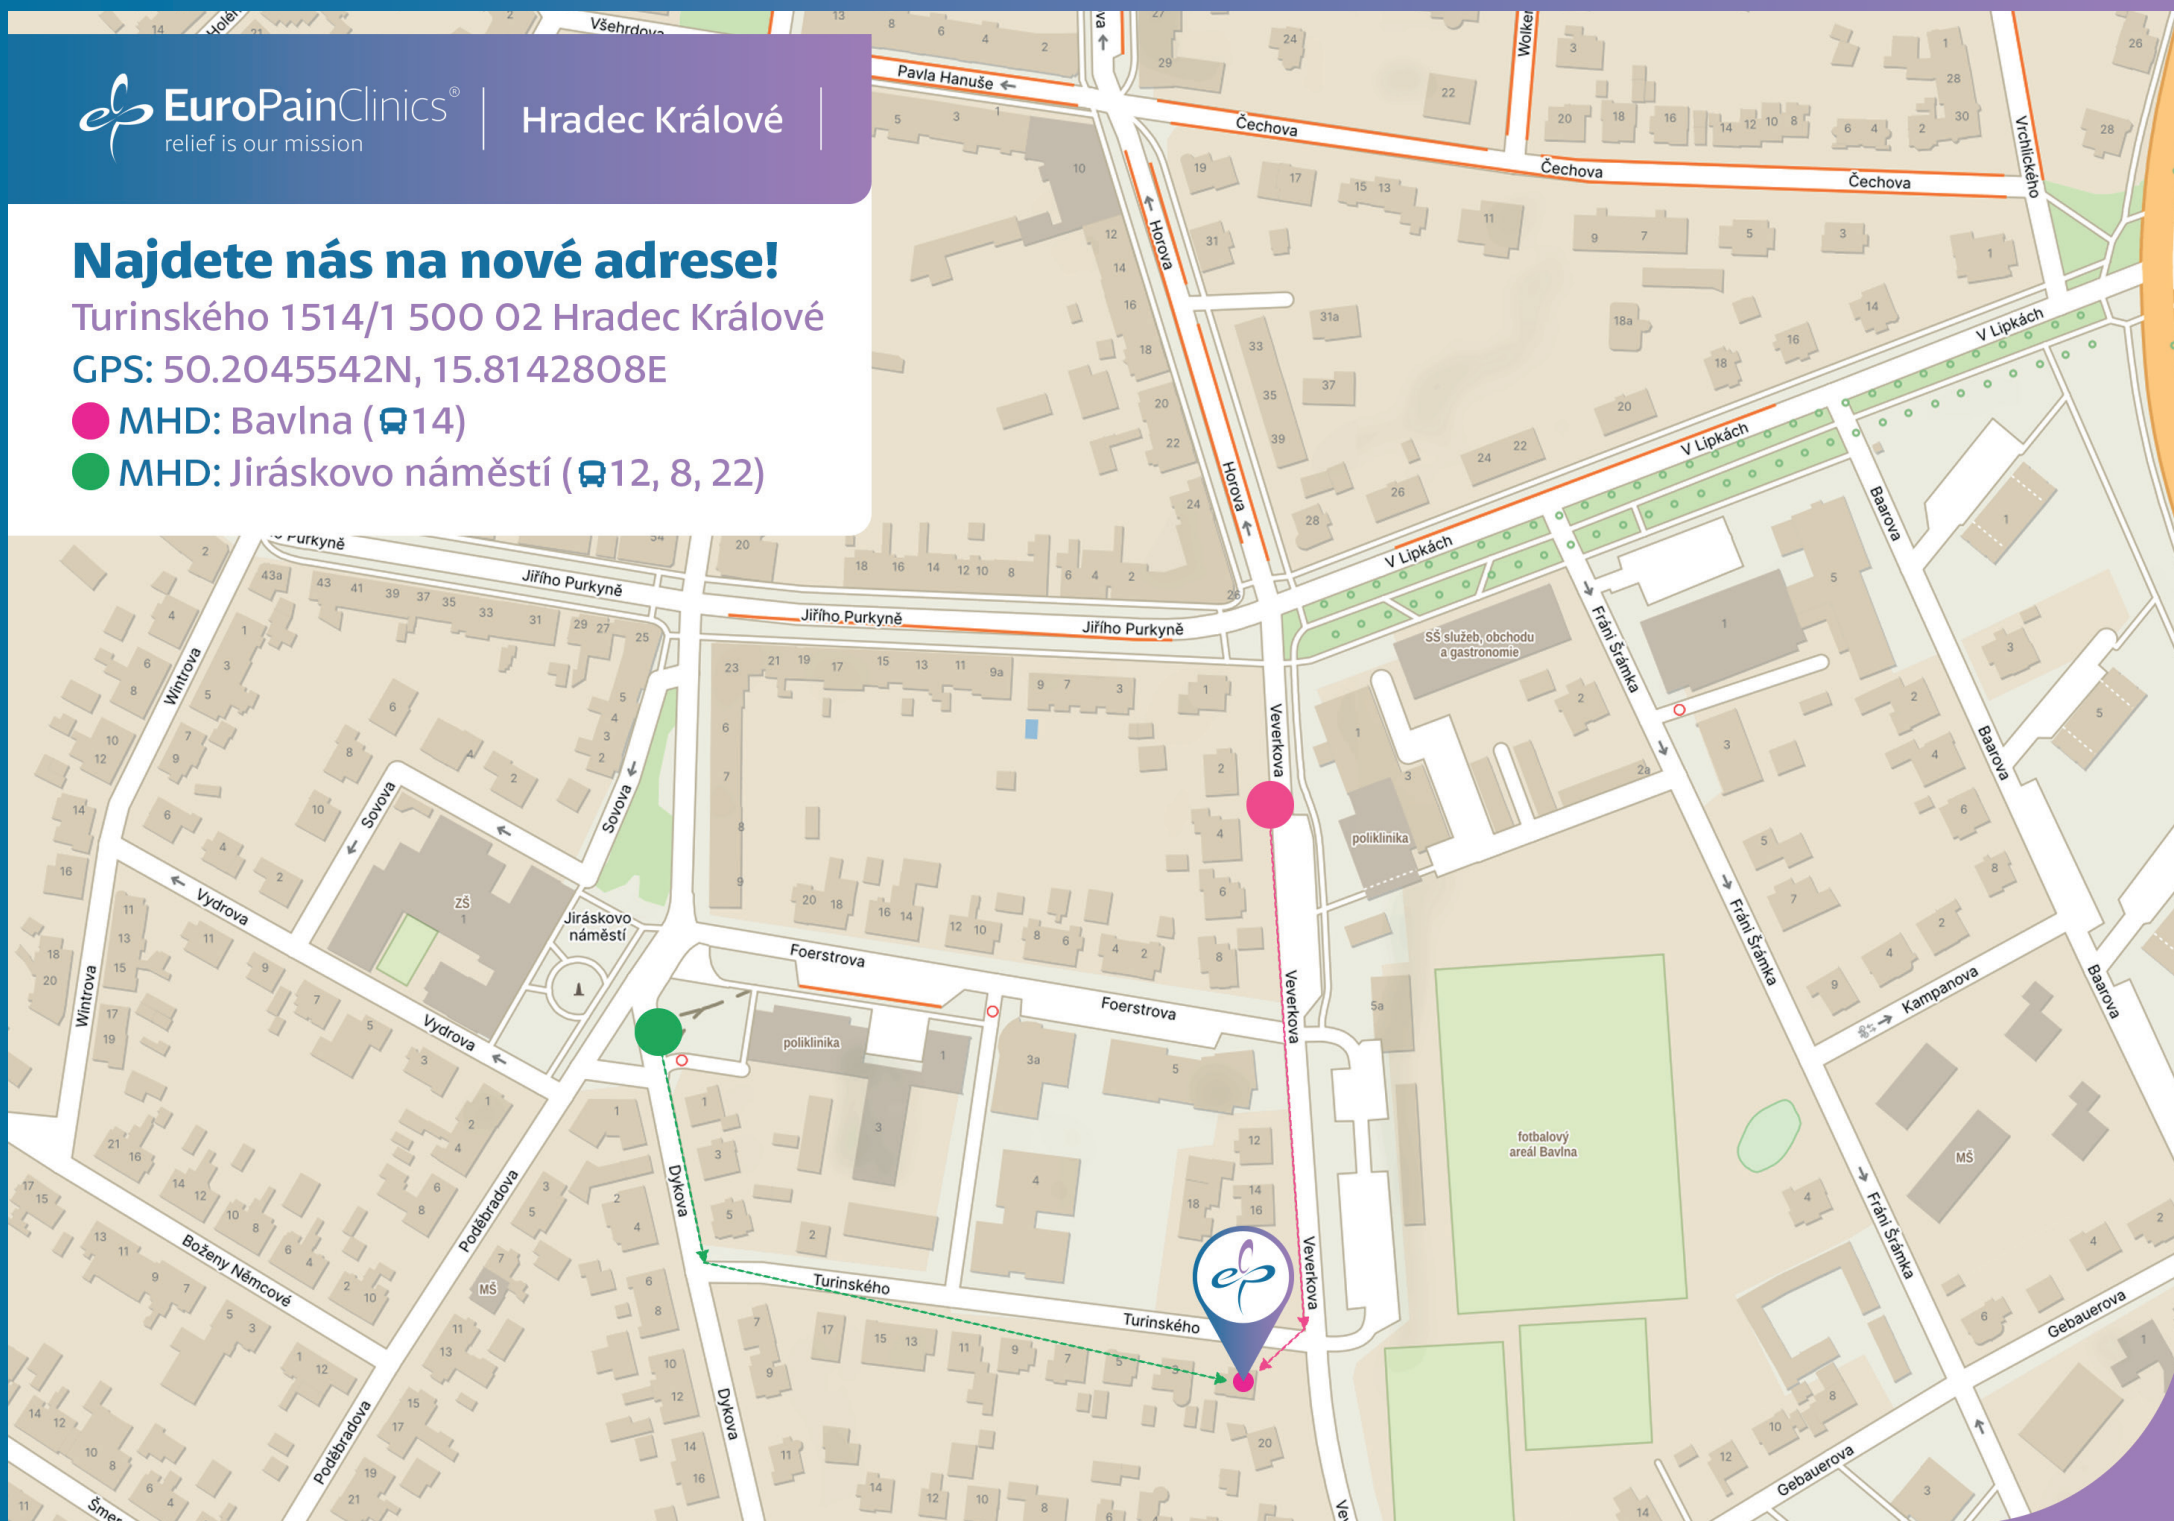 EuroPainClinics®
relief is our mission
Hradec Králové
Najdete nás na nové adrese!
Turinského 1514/1 500 02 Hradec Králové
GPS: 50.2045542N, 15.8142808E
MHD: Bavlna (14)
MHD: Jiráskovo náměstí (12, 8, 22)
Všehrdova
Pavla Hanuše
Čechova
Čechova
Čechova
Vrchlického
Horova
Horova
V Lipkách
V Lipkách
V Lipkách
Jiřího Purkyně
Jiřího Purkyně
Jiřího Purkyně
Purkyně
Wintrova
Wintrova
Sovova
Sovova
Vydrova
Vydrova
ZŠ
Jiráskovo
náměstí
Foerstrova
Foerstrova
Veverkova
Veverkova
Veverkova
SŠ služeb, obchodu
a gastronomie
poliklinika
poliklinika
Fráni Šrámka
Fráni Šrámka
Fráni Šrámka
Baarova
Baarova
Baarova
Kampanova
fotbalový
areál Bavlna
MŠ
MŠ
Dykova
Dykova
Turinského
Turinského
Poděbradova
Poděbradova
Boženy Němcové
Gebauerova
Gebauerova